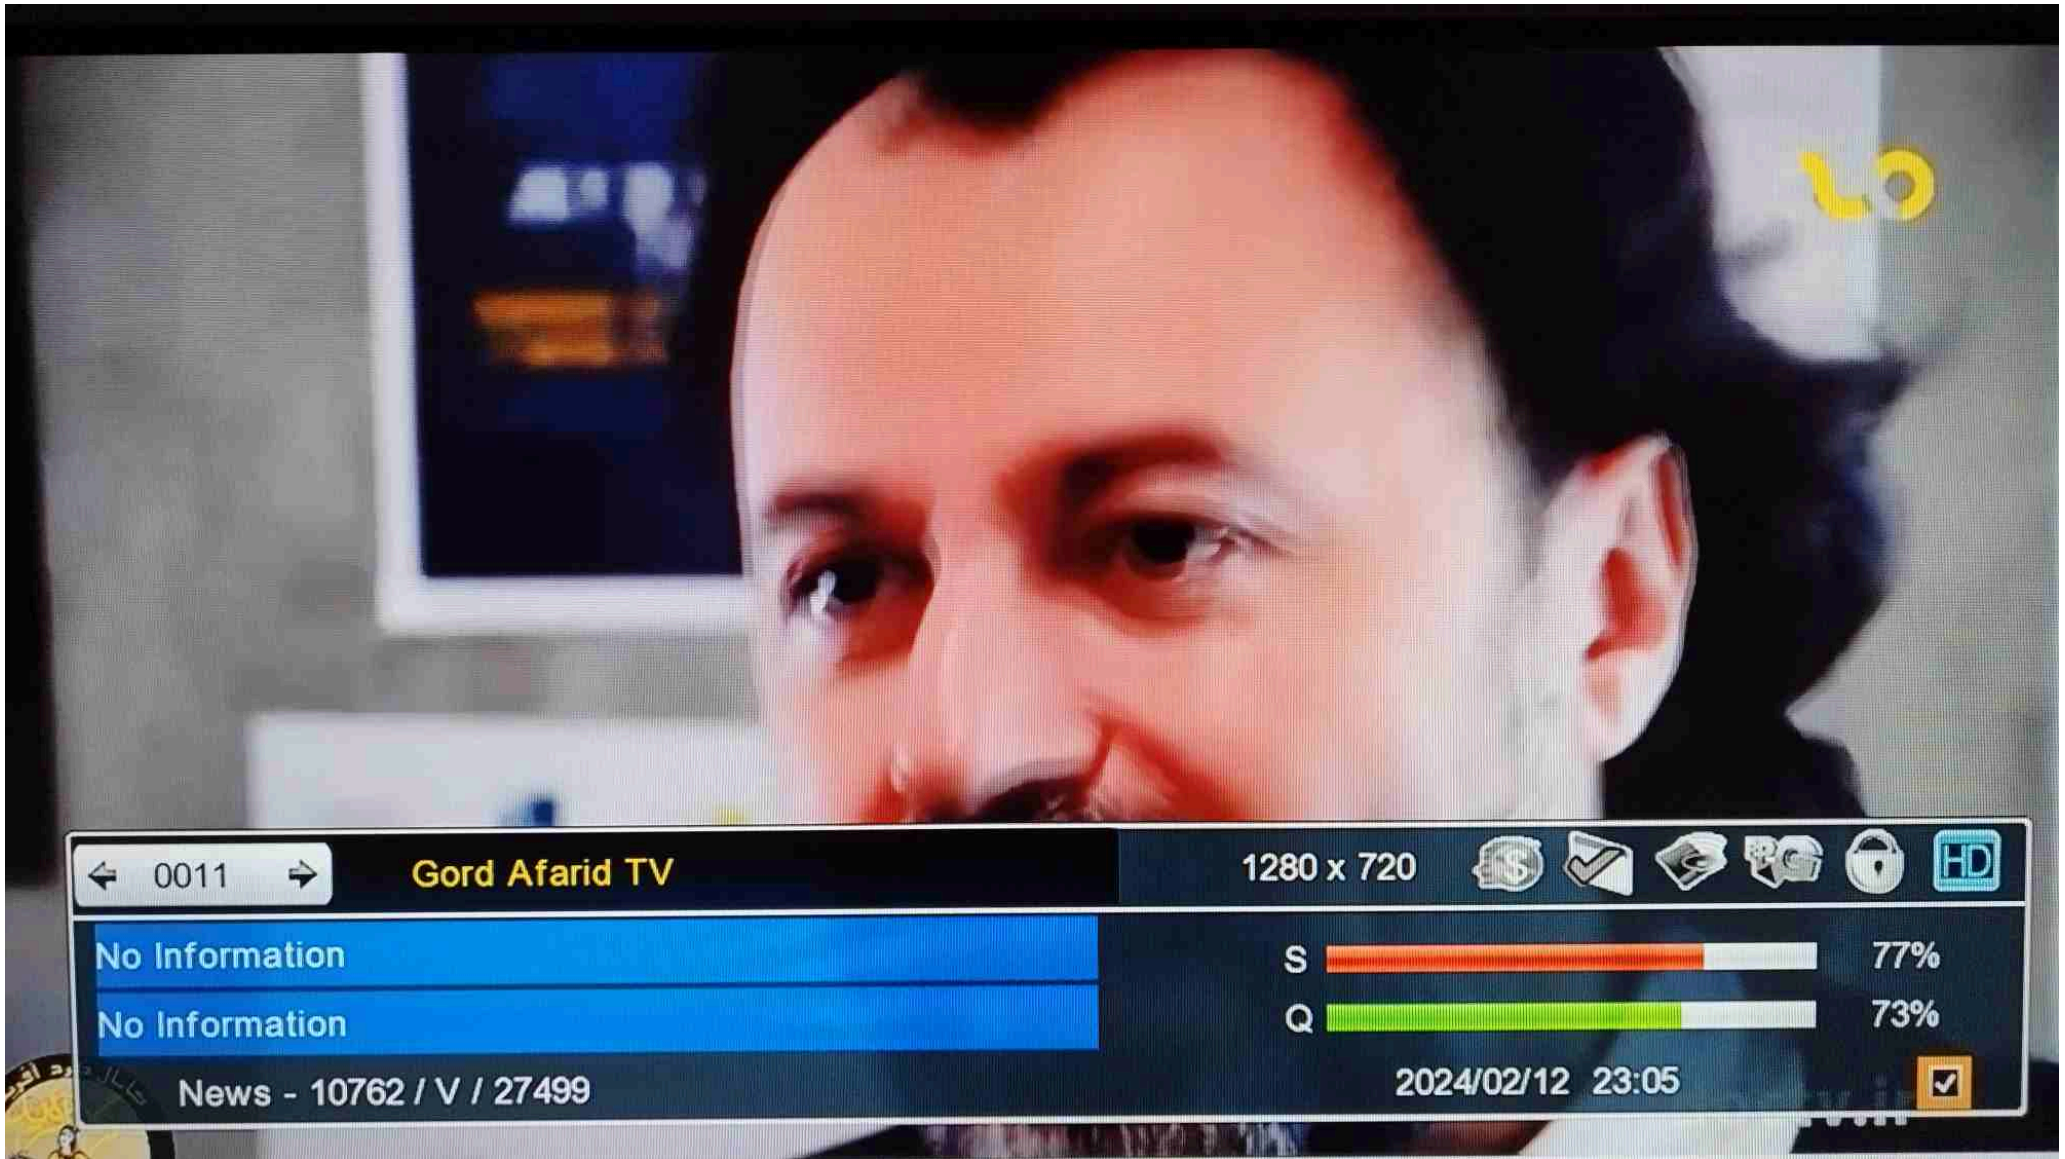 0011
Gord Afarid TV
1280 x 720
HD
No Information
S 77%
No Information
Q 73%
News - 10762 / V / 27499
2024/02/12 23:05